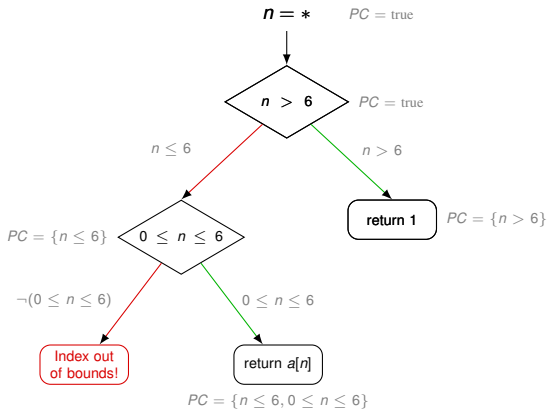 n = ∗ PC = true
n > 6 PC = true
n ≤ 6 n > 6
return 1 PC = {n > 6}
PC = {n ≤ 6} 0 ≤ n ≤ 6
¬(0 ≤ n ≤ 6) 0 ≤ n ≤ 6
Index out
of bounds!
return a[n]
PC = {n ≤ 6, 0 ≤ n ≤ 6}